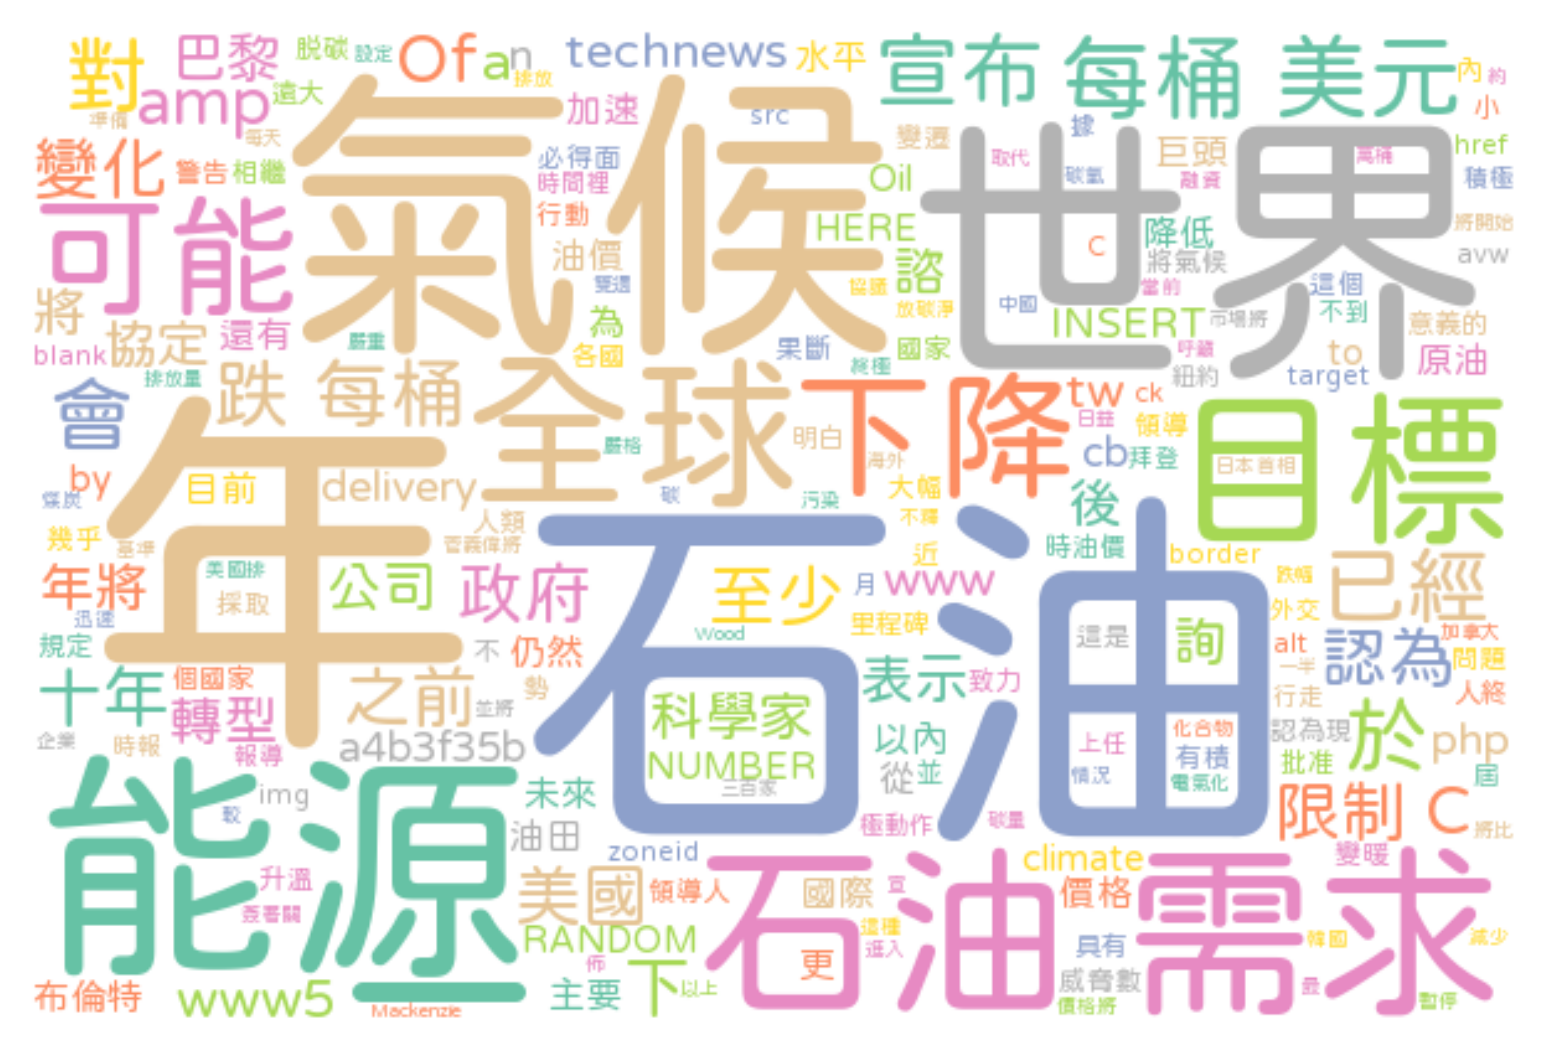 對 巴黎 脱碳 設定 Of an 排放 technews 水平 宣布 每桶 美元 內 約
amp 遠大 準備 每天 加速 src 小
變化 警告 相繼 氣候 必得面 時間裡 變遷 據 世界 取代 碳氫 巨頭 融資 萬桶 href 積極
可能 行動 Oil HERE 降低 C 將氣候 將開始
油價 雙邊 諮 協議 放碳淨 當前 這個 avw
將 協定 還有 嚴重 為 各國 果斷 國家 終極 中國 INSERT 市場將 呼籲 不到 意義的
blank 排放量 紐約 to target 原油
會 跌 每桶 全球 下降 tw ck 日益 領導 目標
嚴格 明白 海外 cb 拜登 日本首相
by 煤炭 目前 delivery 碳 污染 大幅 不釋 後
幾乎 基準 年 人類 菅義偉將 石油 近 時油價 border
年將 迅速 美國排 採取 公司 政府 至少 月 www 跌幅 外交 已經
規定 不 仍然 Wood 里程碑 這是 詢 alt 一半 認為 加拿大 問題
十年 個國家 轉型 之前 並將 勢 科學家 表示 致力 行走 人終
企業 時報 報導 a4b3f35b NUMBER 三百家 以內 從 並 上任 情況 化合物 有積 電氣化 認為現 批准 於 php 屆
能源 較 img 未來 油田 極動作 碳量 限制 C 將比
升溫 簽署關 zoneid climate 變暖
美國 領導人 石油需求 國際 宣 價格
RANDOM 這種 進入 具有 韓國 減少
布倫特 www5 Mackenzie 佈 主要 下 以上 更 威脅數 價格將 最 暫停